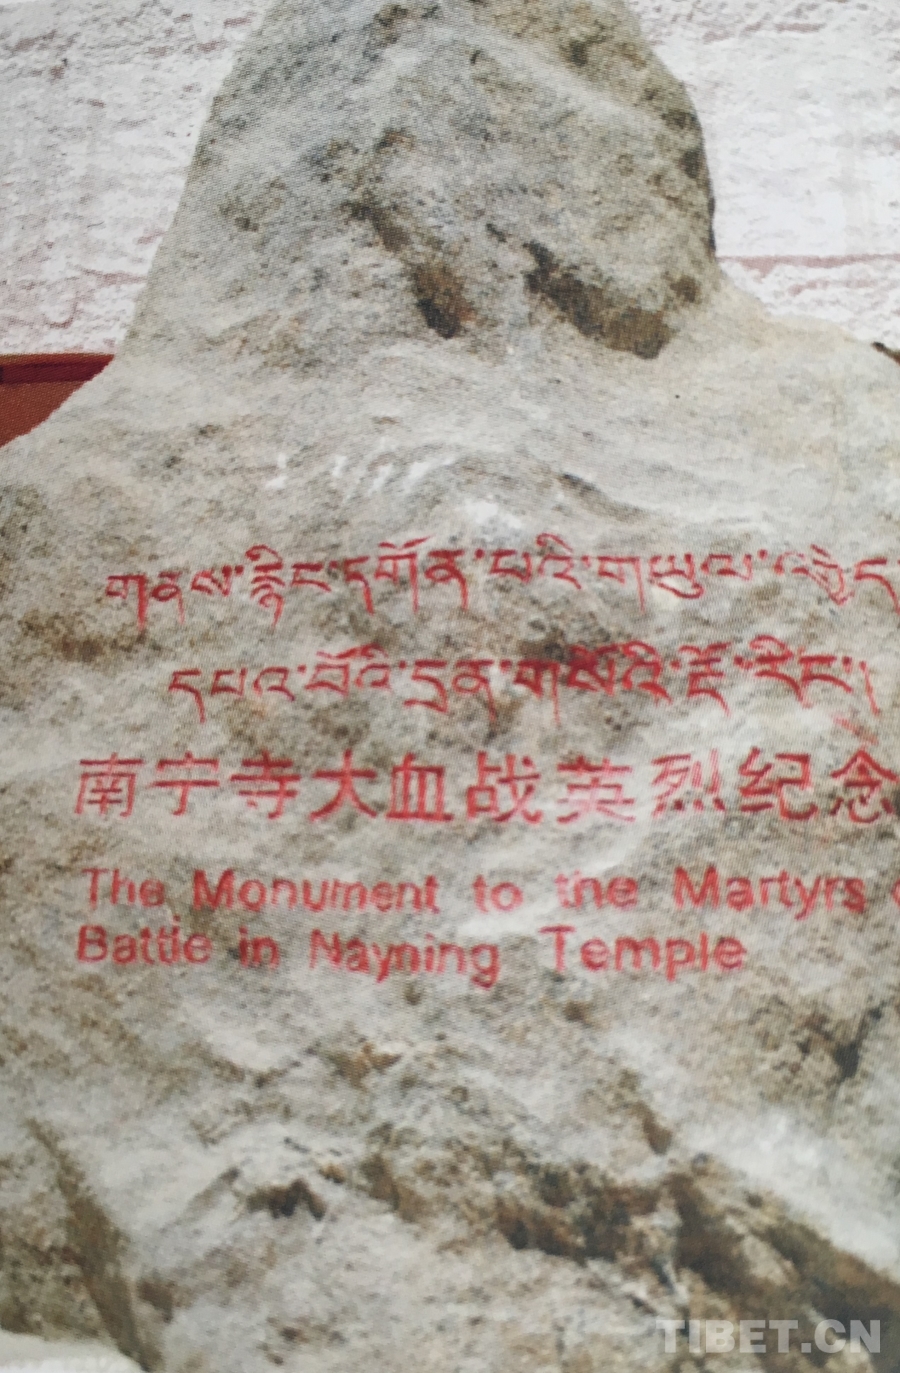 གནས་རྙིང་དགོན་པའི་གཡུལ་འགྱེད
དཔའ་བོའི་དྲན་གསོའི་རྡོ་རིང་།
南宁寺大血战英烈纪念
The Monument to the Martyrs
Battle in Nayning Temple
TIBET.CN